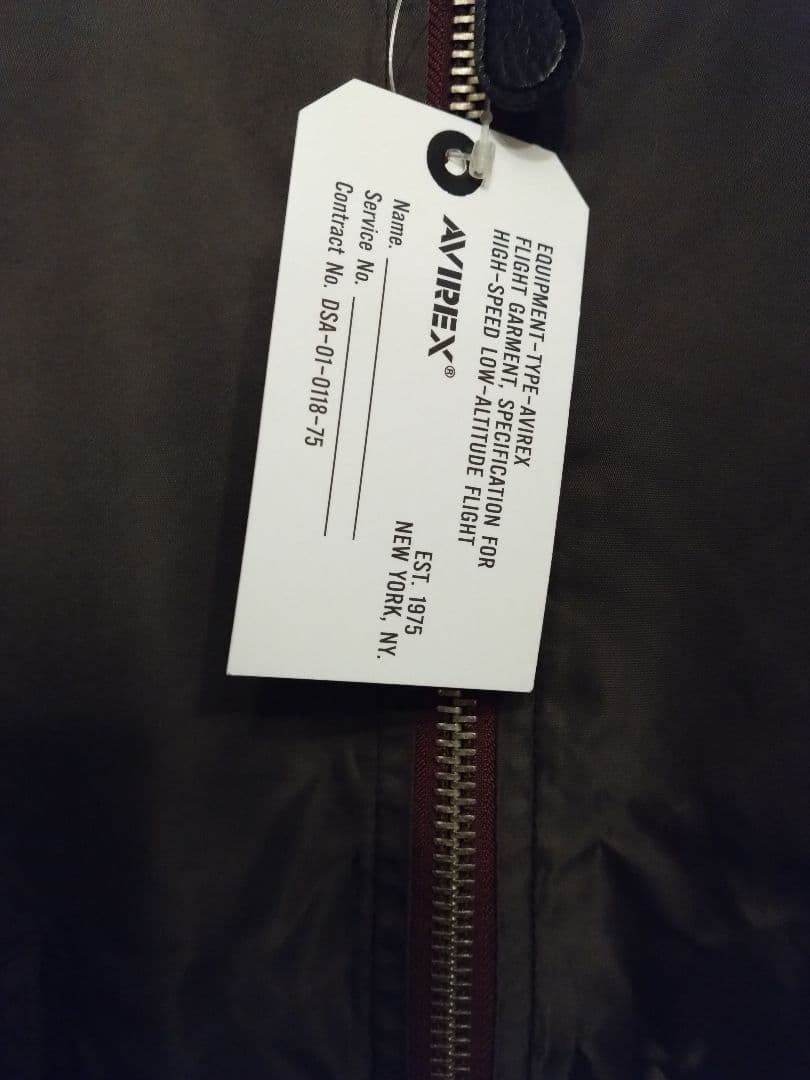 EQUIPMENT-TYPE-AVIREX
FLIGHT GARMENT, SPECIFICATION FOR
HIGH-SPEED LOW-ALTITUDE FLIGHT
AVIREX®
EST. 1975
NEW YORK, NY.
Name.
Service No.
Contract No. DSA-01-0118-75